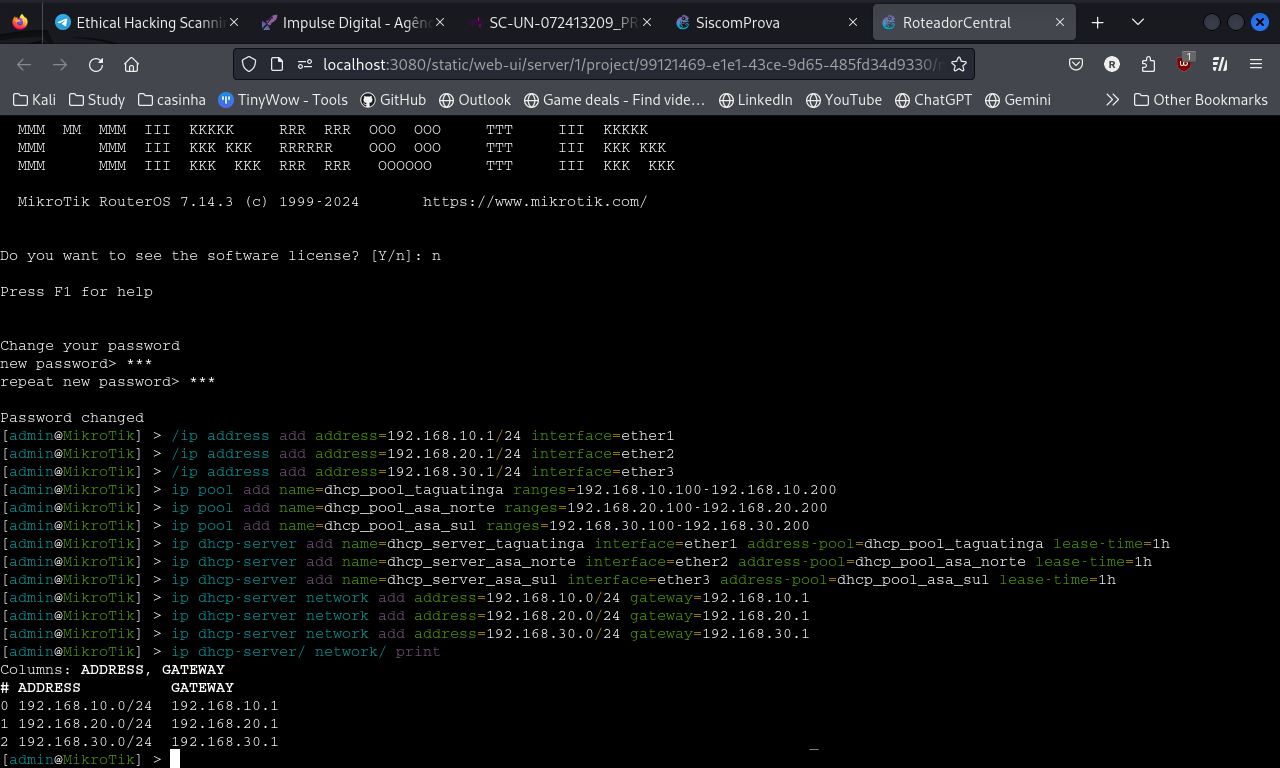 Ethical Hacking Scanni
Impulse Digital - Agênc
SC-UN-072413209_PR
SiscomProva
RoteadorCentral
localhost:3080/static/web-ui/server/1/project/99121469-e1e1-43ce-9d65-485fd34d9330/
1
Kali
Study
casinha
TinyWow - Tools
GitHub
Outlook
Game deals - Find vide…
LinkedIn
YouTube
ChatGPT
Gemini
Other Bookmarks
MMM  MM  MMM  III  KKKKK     RRR  RRR  OOO  OOO     TTT     III  KKKKK
MMM      MMM  III  KKK KKK   RRRRRR    OOO  OOO     TTT     III  KKK KKK
MMM      MMM  III  KKK  KKK  RRR  RRR   OOOOOO      TTT     III  KKK  KKK
MikroTik RouterOS 7.14.3 (c) 1999-2024       https://www.mikrotik.com/
Do you want to see the software license? [Y/n]: n
Press F1 for help
Change your password
new password> ***
repeat new password> ***
Password changed
[admin@MikroTik] > /ip address add address=192.168.10.1/24 interface=ether1
[admin@MikroTik] > /ip address add address=192.168.20.1/24 interface=ether2
[admin@MikroTik] > /ip address add address=192.168.30.1/24 interface=ether3
[admin@MikroTik] > ip pool add name=dhcp_pool_taguatinga ranges=192.168.10.100-192.168.10.200
[admin@MikroTik] > ip pool add name=dhcp_pool_asa_norte ranges=192.168.20.100-192.168.20.200
[admin@MikroTik] > ip pool add name=dhcp_pool_asa_sul ranges=192.168.30.100-192.168.30.200
[admin@MikroTik] > ip dhcp-server add name=dhcp_server_taguatinga interface=ether1 address-pool=dhcp_pool_taguatinga lease-time=1h
[admin@MikroTik] > ip dhcp-server add name=dhcp_server_asa_norte interface=ether2 address-pool=dhcp_pool_asa_norte lease-time=1h
[admin@MikroTik] > ip dhcp-server add name=dhcp_server_asa_sul interface=ether3 address-pool=dhcp_pool_asa_sul lease-time=1h
[admin@MikroTik] > ip dhcp-server network add address=192.168.10.0/24 gateway=192.168.10.1
[admin@MikroTik] > ip dhcp-server network add address=192.168.20.0/24 gateway=192.168.20.1
[admin@MikroTik] > ip dhcp-server network add address=192.168.30.0/24 gateway=192.168.30.1
[admin@MikroTik] > ip dhcp-server/ network/ print
Columns: ADDRESS, GATEWAY
# ADDRESS          GATEWAY
0 192.168.10.0/24  192.168.10.1
1 192.168.20.0/24  192.168.20.1
2 192.168.30.0/24  192.168.30.1
[admin@MikroTik] >